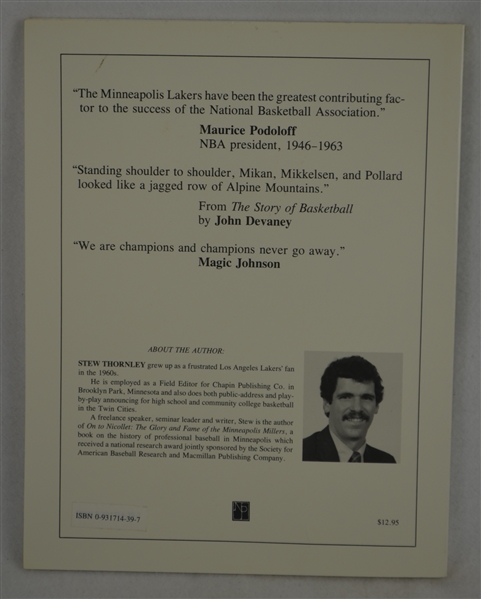 “The Minneapolis Lakers have been the greatest contributing fac-
tor to the success of the National Basketball Association.”
Maurice Podoloff
NBA president, 1946–1963
“Standing shoulder to shoulder, Mikan, Mikkelsen, and Pollard
looked like a jagged row of Alpine Mountains.”
From The Story of Basketball
by John Devaney
“We are champions and champions never go away.”
Magic Johnson
ABOUT THE AUTHOR:
STEW THORNLEY grew up as a frustrated Los Angeles Lakers’ fan
in the 1960s.
He is employed as a Field Editor for Chapin Publishing Co. in
Brooklyn Park, Minnesota and also does both public-address and play-
by-play announcing for high school and community college basketball
in the Twin Cities.
A freelance speaker, seminar leader and writer, Stew is the author
of On to Nicollet: The Glory and Fame of the Minneapolis Millers, a
book on the history of professional baseball in Minneapolis which
received a national research award jointly sponsored by the Society for
American Baseball Research and Macmillan Publishing Company.
ISBN 0-931714-39-7
$12.95